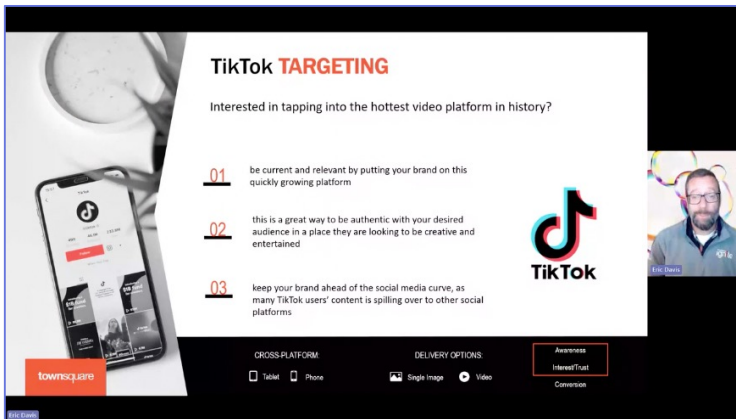 TikTok TARGETING
Interested in tapping into the hottest video platform in history?
01
be current and relevant by putting your brand on this
quickly growing platform
02
this is a great way to be authentic with your desired
audience in a place they are looking to be creative and
entertained
03
keep your brand ahead of the social media curve, as
many TikTok users' content is spilling over to other social
platforms
TikTok
Eric Davis
CROSS-PLATFORM:
Tablet
Phone
DELIVERY OPTIONS:
Single Image
Video
Awareness
Interest/Trust
Conversion
townsquare
Eric Davis